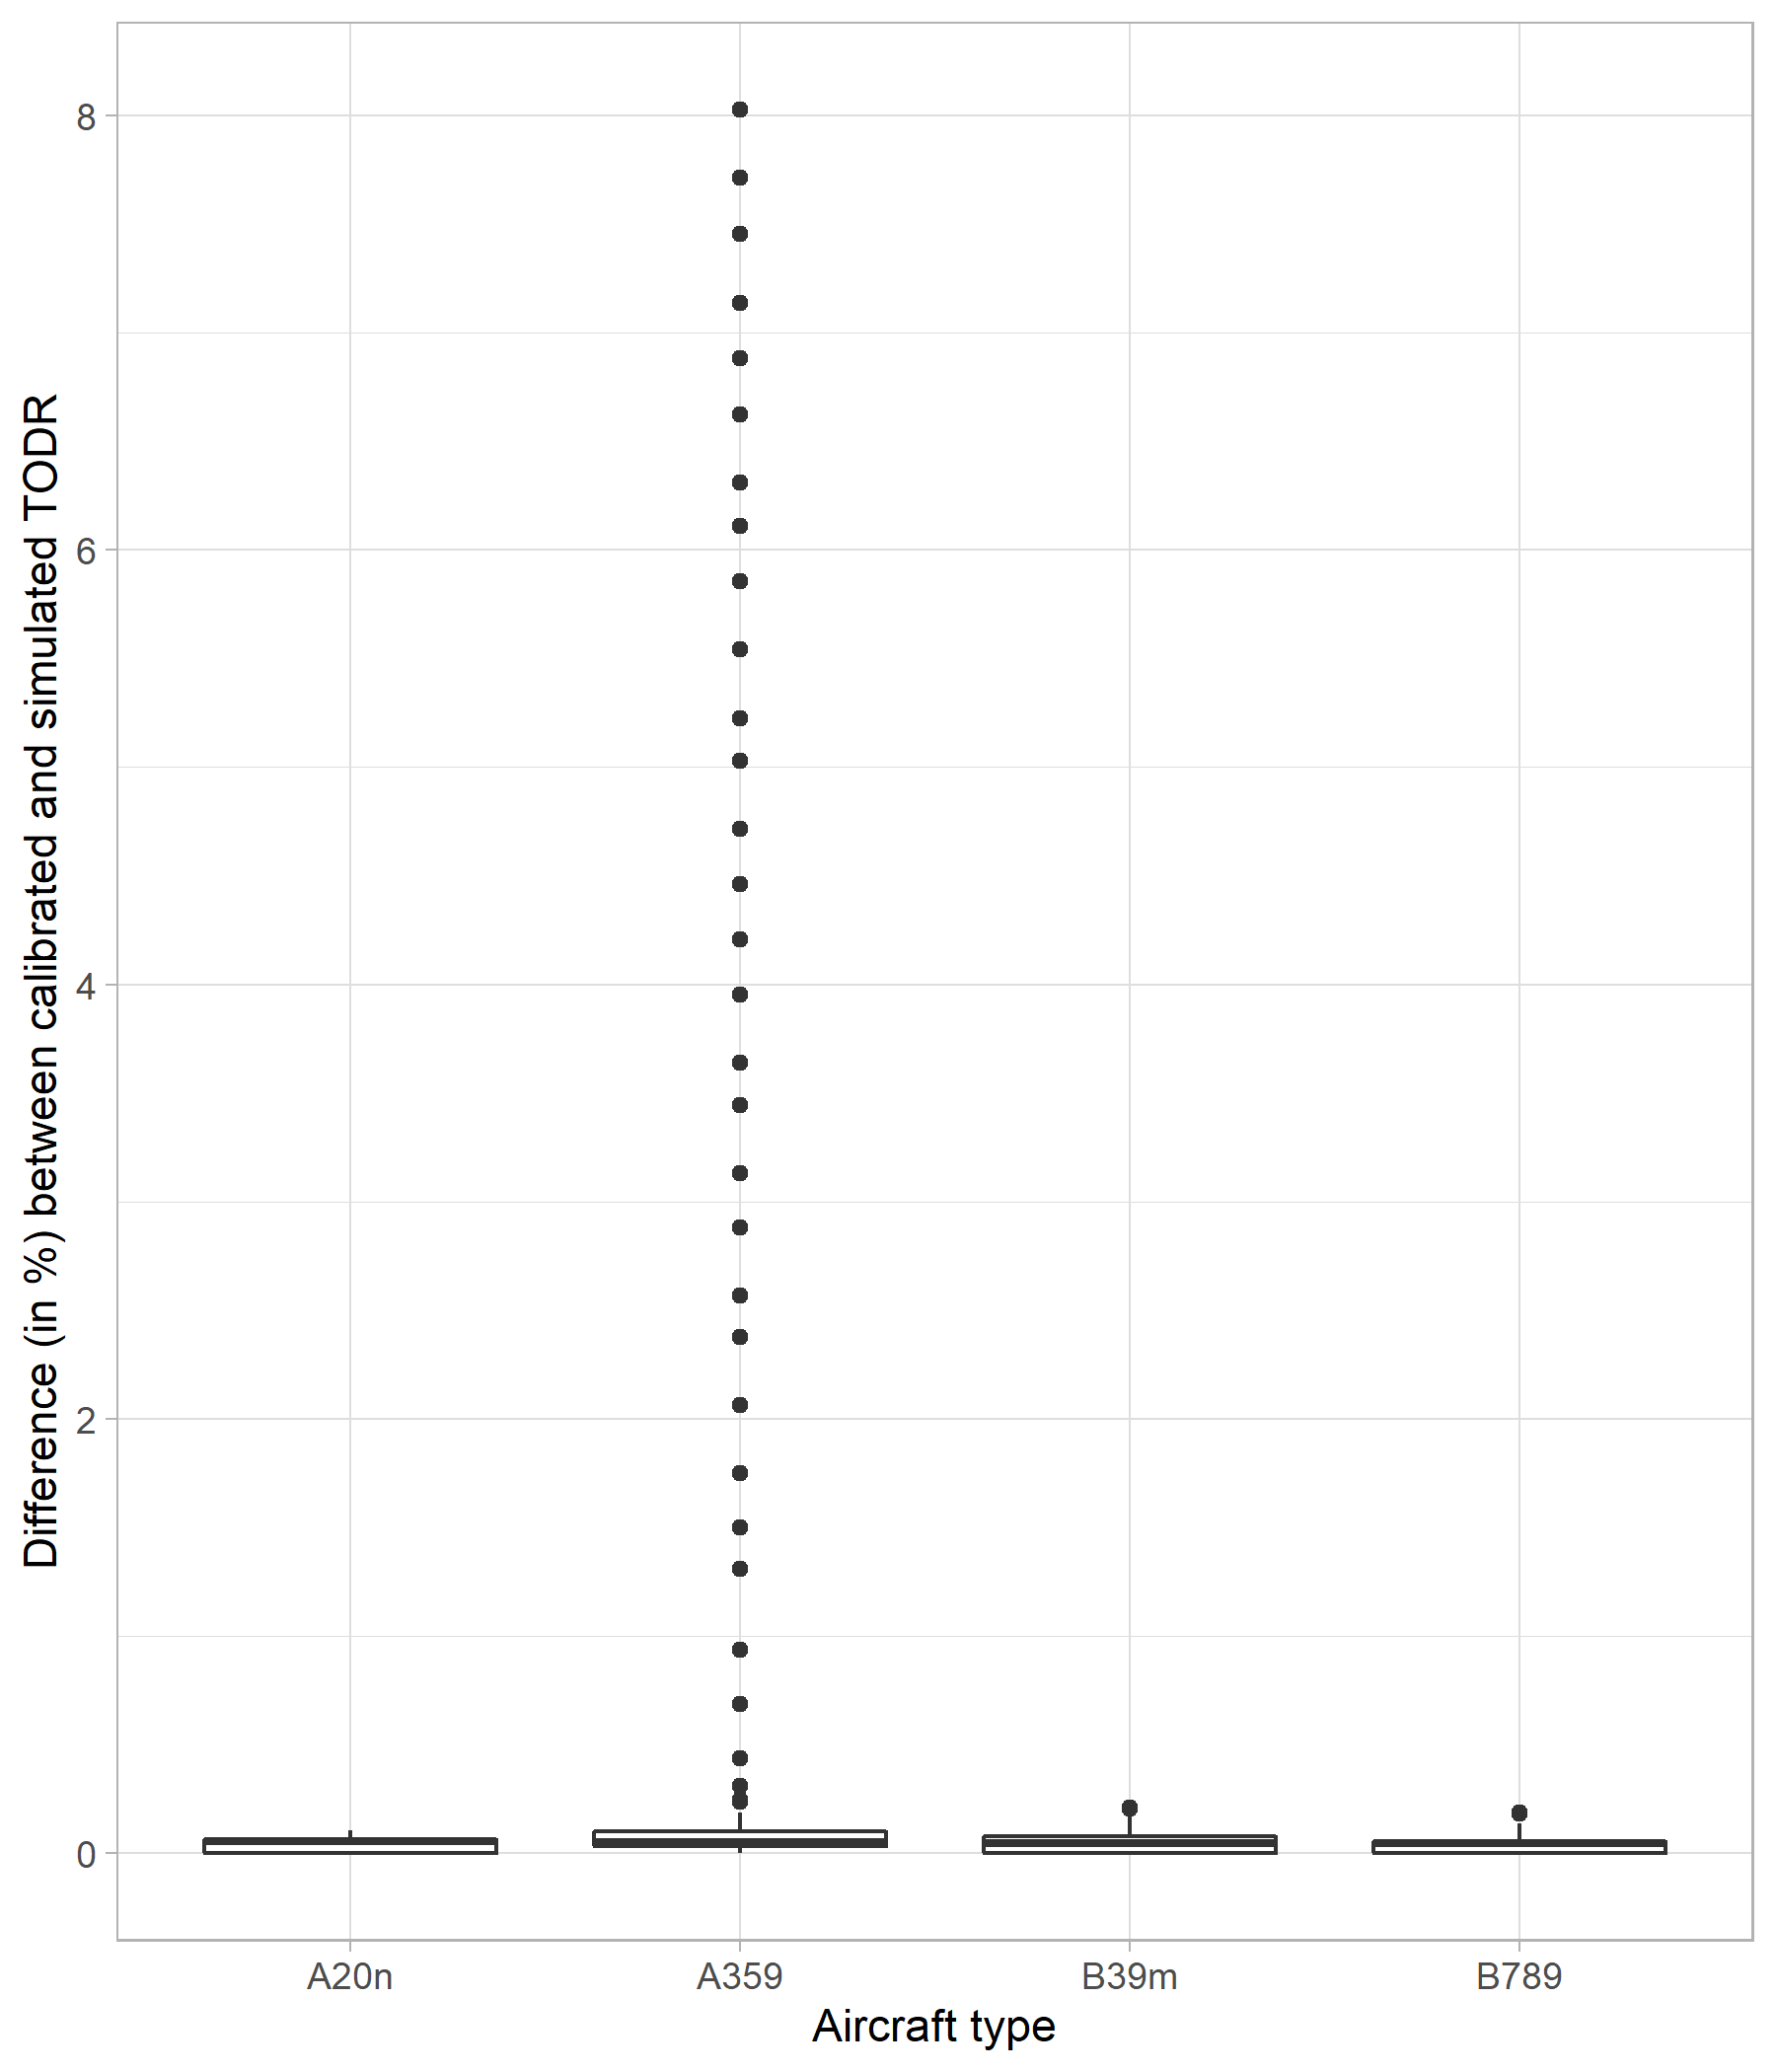 Difference (in %) between calibrated and simulated TODR
8
6
4
2
0
A20n A359 B39m B789
Aircraft type